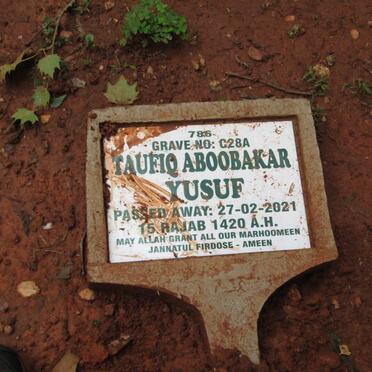 786
GRAVE NO: C28A
TAUFIQ ABOOBAKAR
YUSUF
PASSED AWAY: 27-02-2021
15 RAJAB 1420 A.H.
MAY ALLAH GRANT ALL OUR MARHOOMEEN
JANNATUL FIRDOSE - AMEEN